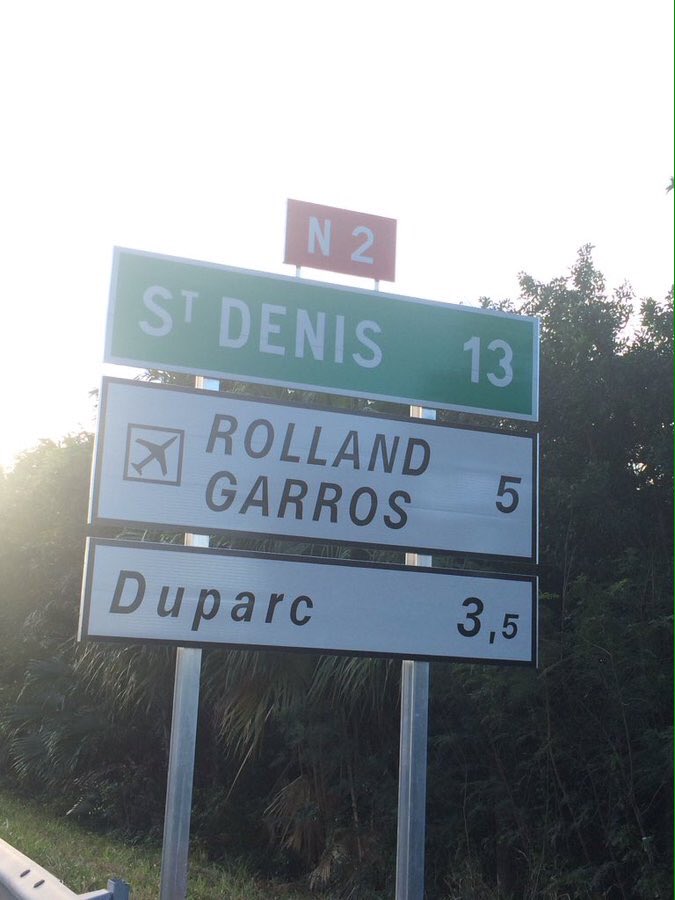 N 2
ST DENIS 13
ROLLAND
GARROS 5
Duparc 3,5